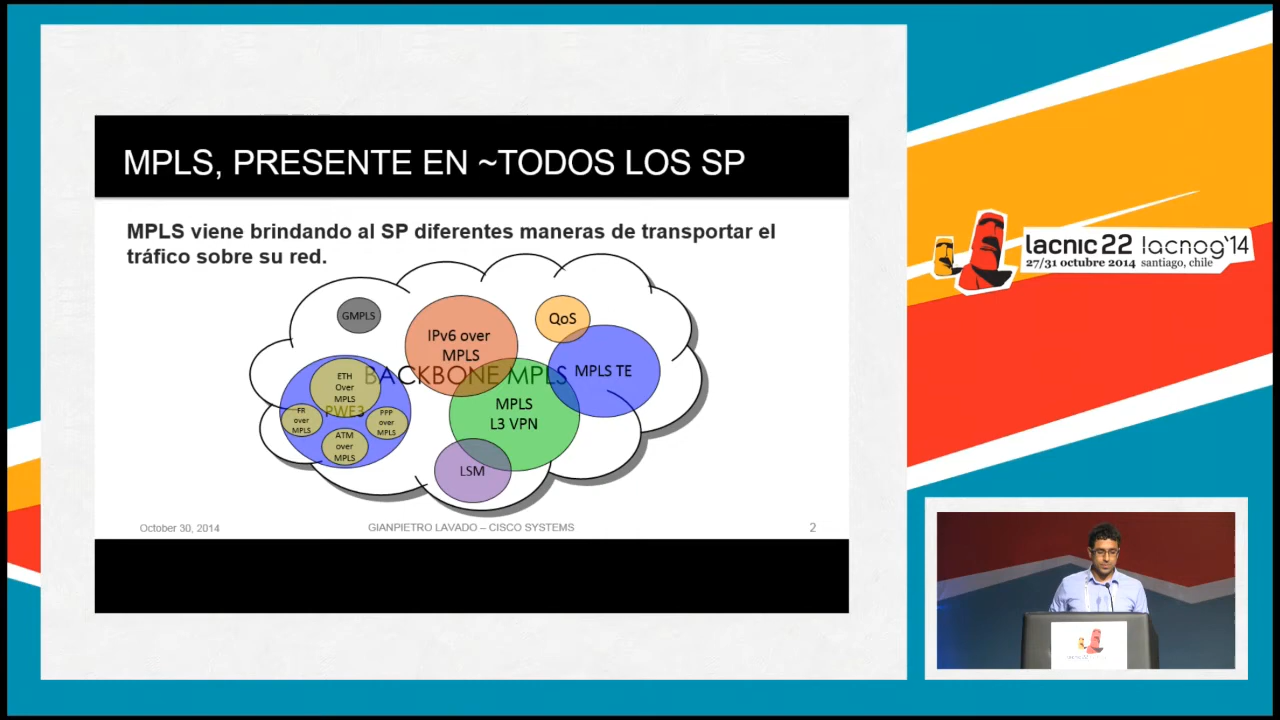 MPLS, PRESENTE EN ~TODOS LOS SP
MPLS viene brindando al SP diferentes maneras de transportar el
tráfico sobre su red.
GMPLS
IPv6 over
MPLS
QoS
BACKBONE MPLS
MPLS TE
ETH
Over
MPLS
PWE3
FR
over
MPLS
PPP
over
MPLS
ATM
over
MPLS
MPLS
L3 VPN
LSM
October 30, 2014
GIANPIETRO LAVADO – CISCO SYSTEMS
2
lacnic 22 lacnog'14
27/31 octubre 2014 santiago, chile